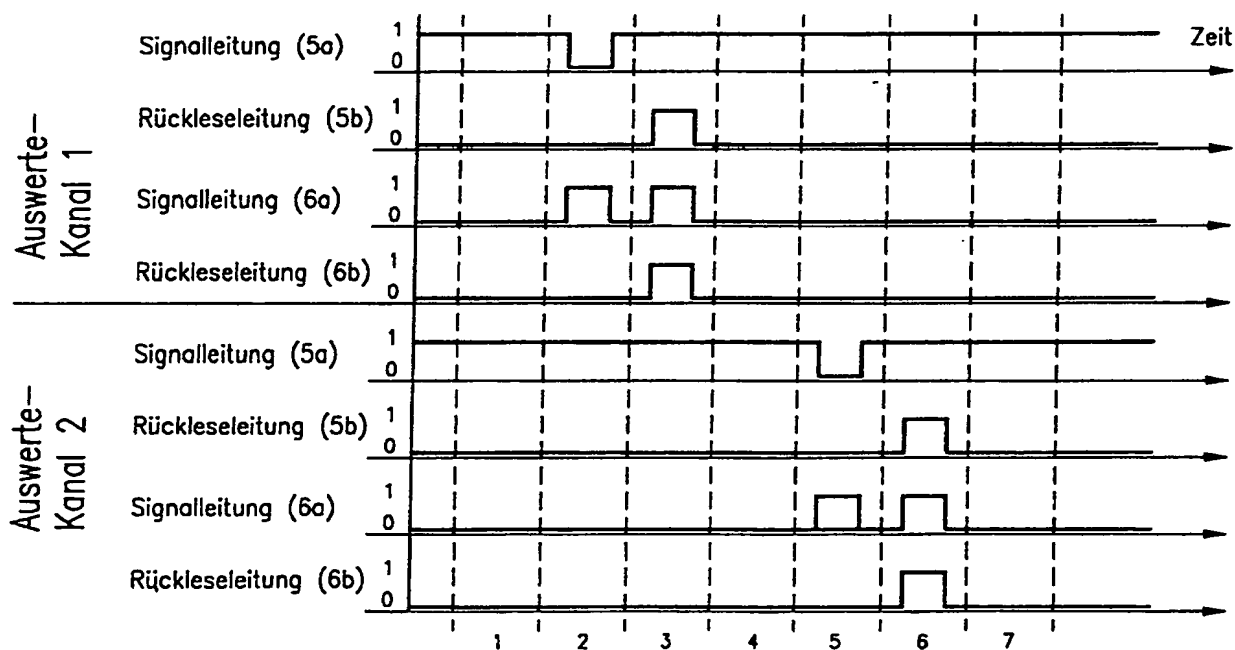 Zeit
Auswerte-
Kanal 1
Signalleitung (5a) 1 0
Rückleseleitung (5b) 1 0
Signalleitung (6a) 1 0
Rückleseleitung (6b) 1 0
Auswerte-
Kanal 2
Signalleitung (5a) 1 0
Rückleseleitung (5b) 1 0
Signalleitung (6a) 1 0
Rückleseleitung (6b) 1 0
1 2 3 4 5 6 7